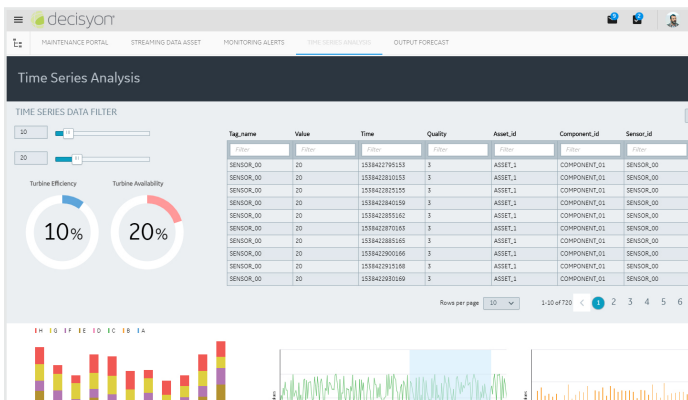 decisyon
9 2
MAINTENANCE PORTAL STREAMING DATA ASSET MONITORING ALERTS TIME SERIES ANALYSIS OUTPUT FORECAST
Time Series Analysis
TIME SERIES DATA FILTER
10
20
Turbine Efficiency Turbine Availability
10% 20%
Tag_name Value Time Quality Asset_id Component_id Sensor_id
Filter Filter Filter Filter Filter Filter Filter
SENSOR_00 20 1538422795153 3 ASSET_1 COMPONENT_01 SENSOR_00
SENSOR_00 20 1538422810153 3 ASSET_1 COMPONENT_01 SENSOR_00
SENSOR_00 20 1538422825155 3 ASSET_1 COMPONENT_01 SENSOR_00
SENSOR_00 20 1538422840159 3 ASSET_1 COMPONENT_01 SENSOR_00
SENSOR_00 20 1538422855162 3 ASSET_1 COMPONENT_01 SENSOR_00
SENSOR_00 20 1538422870163 3 ASSET_1 COMPONENT_01 SENSOR_00
SENSOR_00 20 1538422885165 3 ASSET_1 COMPONENT_01 SENSOR_00
SENSOR_00 20 1538422900166 3 ASSET_1 COMPONENT_01 SENSOR_00
SENSOR_00 20 1538422915168 3 ASSET_1 COMPONENT_01 SENSOR_00
SENSOR_00 20 1538422930169 3 ASSET_1 COMPONENT_01 SENSOR_00
Rows per page 10 1-10 of 720 < 1 2 3 4 5 6
H G F E D C B A